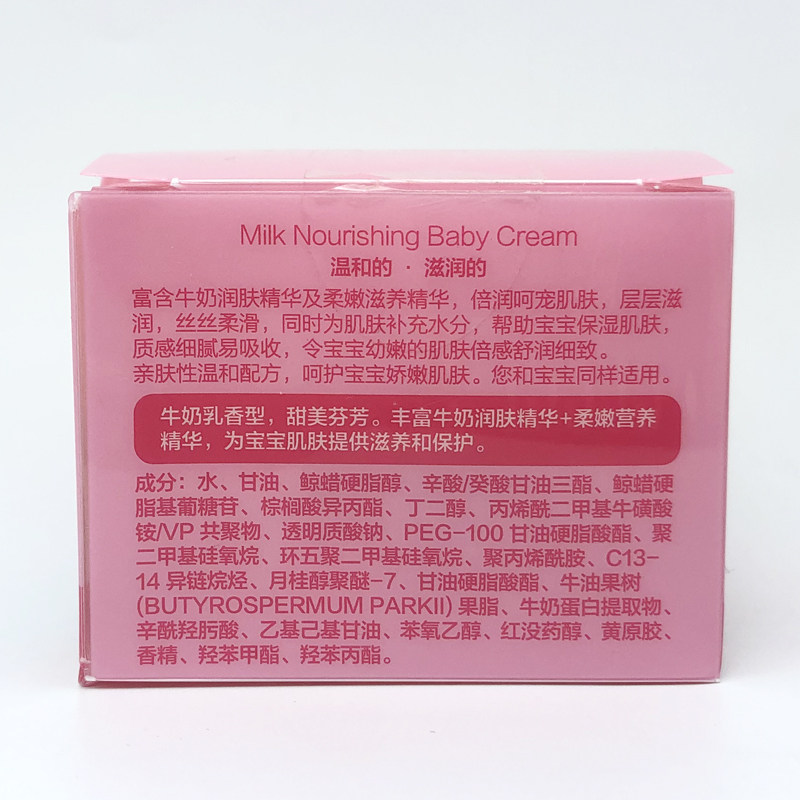 Milk Nourishing Baby Cream
温和的 · 滋润的
富含牛奶润肤精华及柔嫩滋养精华，倍润呵宠肌肤，层层滋
润，丝丝柔滑，同时为肌肤补充水分，帮助宝宝保湿肌肤，
质感细腻易吸收，令宝宝幼嫩的肌肤倍感舒润细致。
亲肤性温和配方，呵护宝宝娇嫩肌肤。您和宝宝同样适用。
牛奶乳香型，甜美芬芳。丰富牛奶润肤精华+柔嫩营养
精华，为宝宝肌肤提供滋养和保护。
成分：水、甘油、鲸蜡硬脂醇、辛酸/癸酸甘油三酯、鲸蜡硬
脂基葡糖苷、棕榈酸异丙酯、丁二醇、丙烯酰二甲基牛磺酸
铵/VP 共聚物、透明质酸钠、PEG-100 甘油硬脂酸酯、聚
二甲基硅氧烷、环五聚二甲基硅氧烷、聚丙烯酰胺、C13-
14 异链烷烃、月桂醇聚醚-7、甘油硬脂酸酯、牛油果树
(BUTYROSPERMUM PARKII) 果脂、牛奶蛋白提取物、
辛酰羟肟酸、乙基己基甘油、苯氧乙醇、红没药醇、黄原胶、
香精、羟苯甲酯、羟苯丙酯。